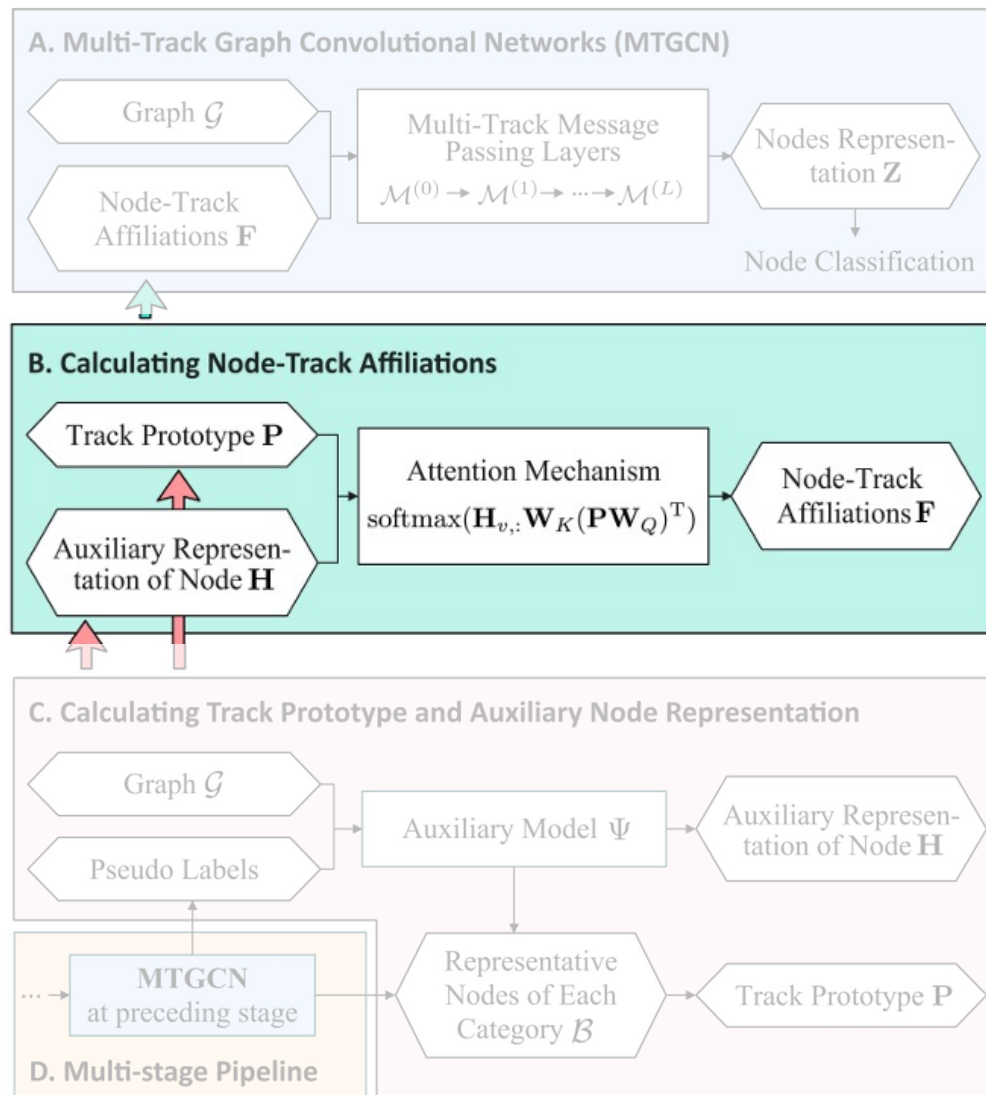 A. Multi-Track Graph Convolutional Networks (MTGCN)
Graph 𝒢
Node-Track
Affiliations F
Multi-Track Message
Passing Layers
ℳ⁽⁰⁾ → ℳ⁽¹⁾ → ··· → ℳ⁽ᴸ⁾
Nodes Represen-
tation Z
Node Classification
B. Calculating Node-Track Affiliations
Track Prototype P
Auxiliary Represen-
tation of Node H
Attention Mechanism
softmax(H_{v,:}W_K(PW_Q)^T)
Node-Track
Affiliations F
C. Calculating Track Prototype and Auxiliary Node Representation
Graph 𝒢
Pseudo Labels
Auxiliary Model Ψ
Auxiliary Represen-
tation of Node H
... 
MTGCN
at preceding stage
Representative
Nodes of Each
Category ℬ
Track Prototype P
D. Multi-stage Pipeline